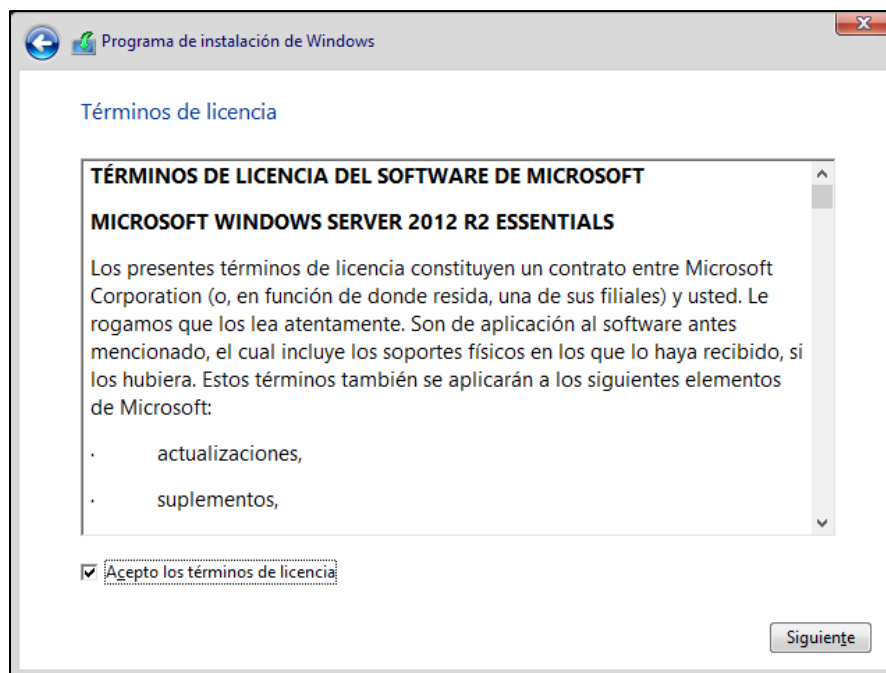 Programa de instalación de Windows
Términos de licencia
TÉRMINOS DE LICENCIA DEL SOFTWARE DE MICROSOFT
MICROSOFT WINDOWS SERVER 2012 R2 ESSENTIALS
Los presentes términos de licencia constituyen un contrato entre Microsoft
Corporation (o, en función de donde resida, una de sus filiales) y usted. Le
rogamos que los lea atentamente. Son de aplicación al software antes
mencionado, el cual incluye los soportes físicos en los que lo haya recibido, si
los hubiera. Estos términos también se aplicarán a los siguientes elementos
de Microsoft:
· actualizaciones,
· suplementos,
Acepto los términos de licencia
Siguiente